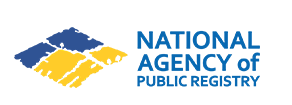 NATIONAL
AGENCY of
PUBLIC REGISTRY